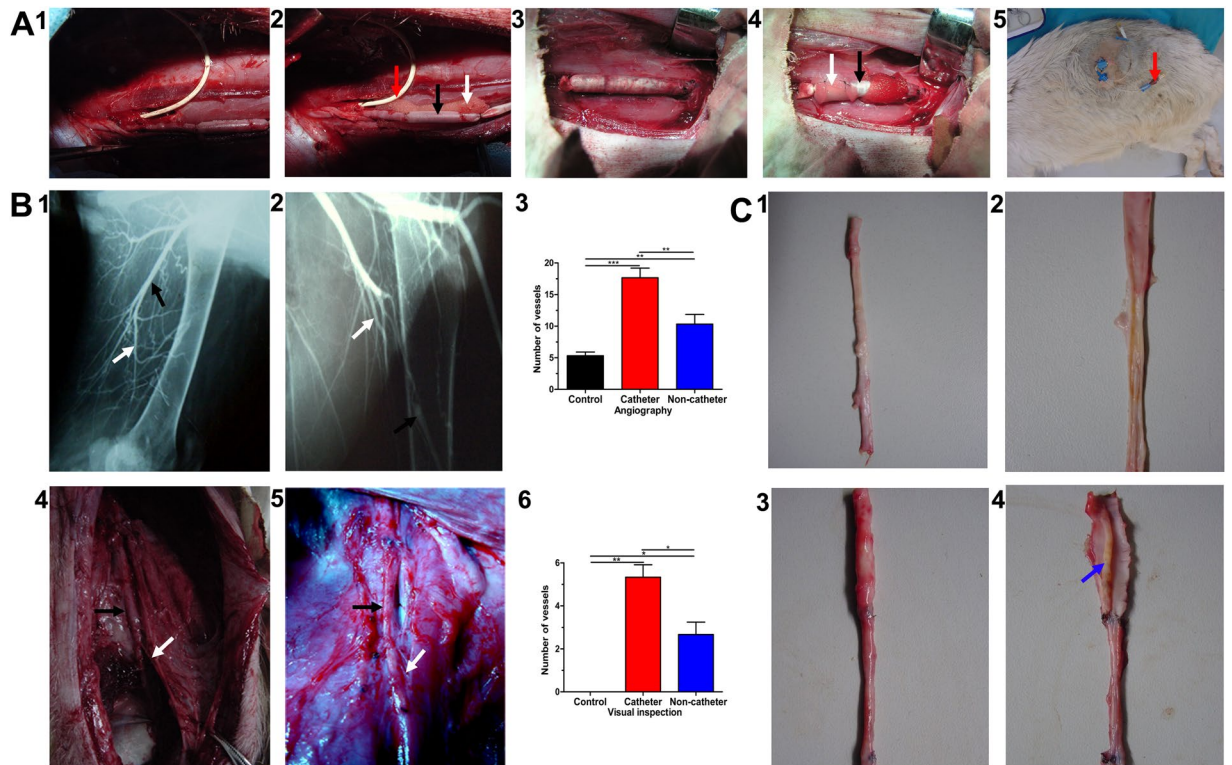 A 1 2 3 4 5
B 1 2 3
Number of vessels
20
15
10
5
0
***
**
**
Control Catheter Non-catheter
Angiography
C 1 2
4 5 6
Number of vessels
6
4
2
0
**
*
*
Control Catheter Non-catheter
Visual inspection
3 4